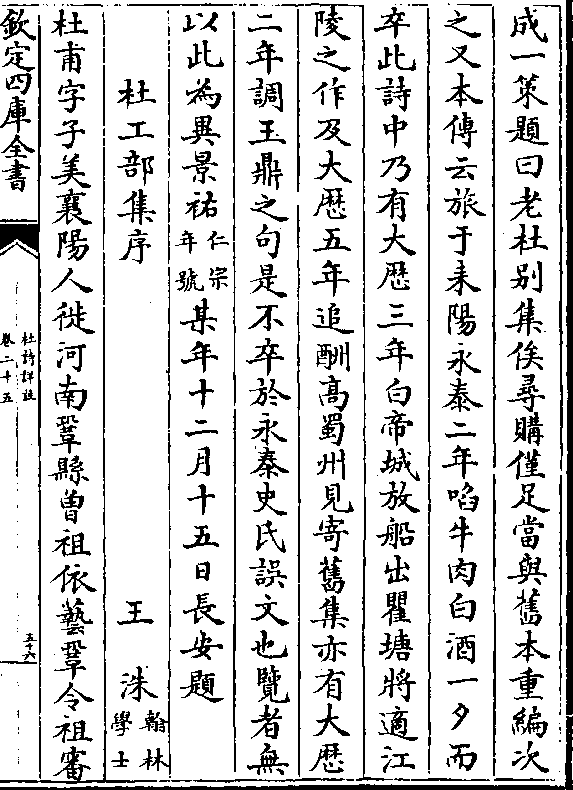 成一策題曰老杜别集俟尋購僅足當與舊本重編次
之又本傳云旅于耒陽永泰二年啗牛肉白酒一夕而
卒此詩中乃有大厯三年白帝城放船出瞿塘將適江
陵之作及大厯五年追酬髙蜀州見寄舊集亦有大厯
二年調玉鼎之句是不卒於永泰史氏誤文也覽者無
以此為異景祐仁宗年號某年十二月十五日長安題
杜工部集序 王洙翰林學士
杜甫字子美襄陽人徙河南鞏縣曾祖依藝鞏令祖審
欽定四庫全書
杜詩詳註
卷二十五
五十六